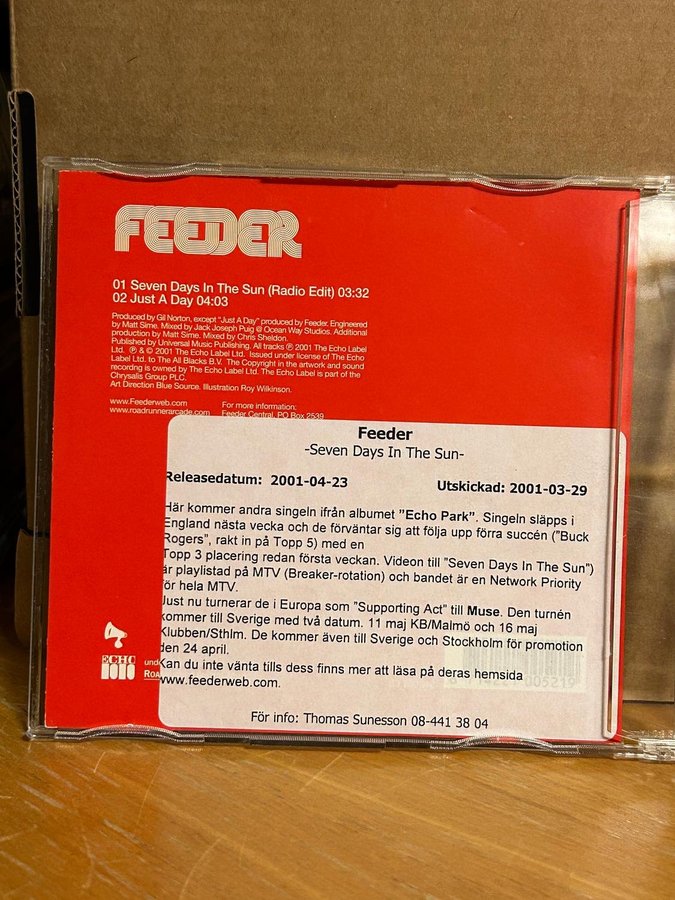 FEEDER
01 Seven Days In The Sun (Radio Edit) 03:32
02 Just A Day 04:03
Produced by Gil Norton, except "Just A Day" produced by Feeder. Engineered
by Matt Sime. Mixed by Jack Joseph Puig @ Ocean Way Studios. Additional
production by Matt Sime. Mixed by Chris Sheldon.
Published by Universal Music Publishing. All tracks ℗ 2001 The Echo Label
Ltd. ℗ & © 2001 The Echo Label Ltd. Issued under license of The Echo
Label Ltd. to The All Blacks B.V. The Copyright in the artwork and sound
recording is owned by The Echo Label Ltd. The Echo Label is part of the
Chrysalis Group PLC.
Art Direction Blue Source. Illustration Roy Wilkinson.
www.Feederweb.com
www.roadrunnerarcade.com
For more information:
Feeder Central, PO Box 2539
Feeder
-Seven Days In The Sun-
Releasedatum: 2001-04-23
Utskickad: 2001-03-29
Här kommer andra singeln ifrån albumet "Echo Park". Singeln släpps i
England nästa vecka och de förväntar sig att följa upp förra succén ("Buck
Rogers", rakt in på Topp 5) med en
Topp 3 placering redan första veckan. Videon till "Seven Days In The Sun")
är playlistad på MTV (Breaker-rotation) och bandet är en Network Priority
för hela MTV.
Just nu turnerar de i Europa som "Supporting Act" till Muse. Den turnén
kommer till Sverige med två datum. 11 maj KB/Malmö och 16 maj
Klubben/Sthlm. De kommer även till Sverige och Stockholm för promotion
den 24 april.
Kan du inte vänta tills dess finns mer att läsa på deras hemsida
www.feederweb.com.
För info: Thomas Sunesson 08-441 38 04
ECHO